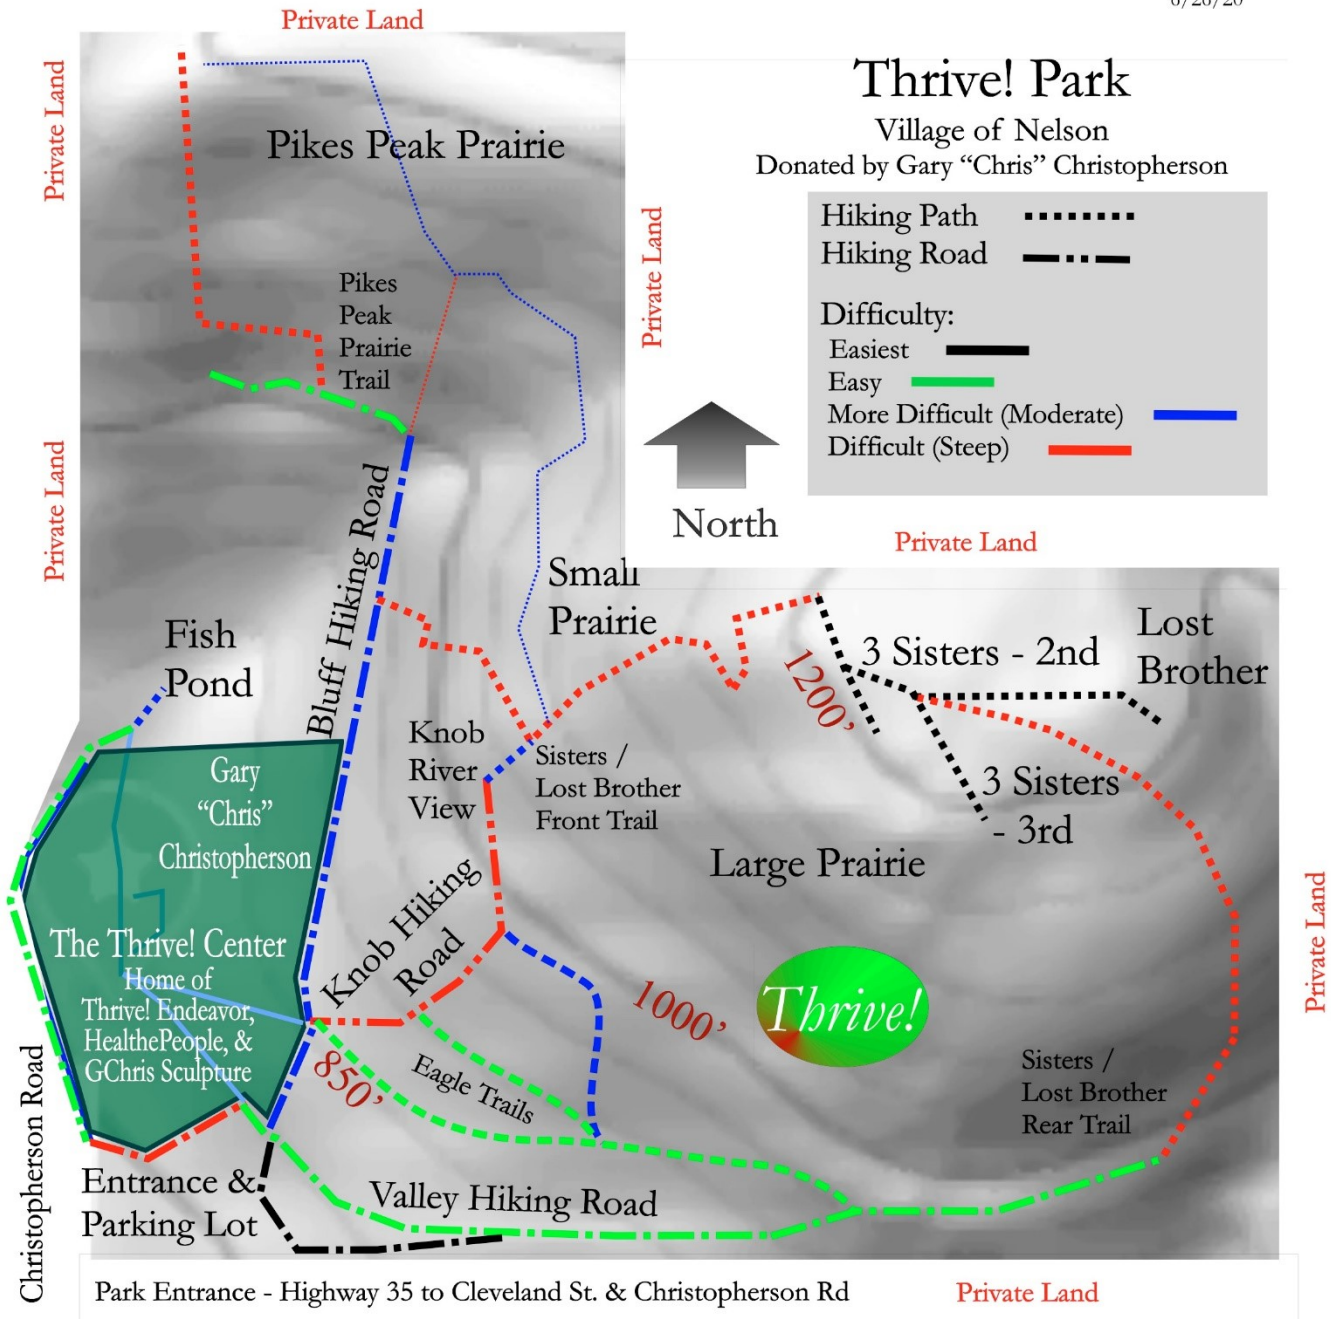 6/26/20
Private Land
Thrive! Park
Village of Nelson
Donated by Gary “Chris” Christopherson
Private Land
Pikes Peak Prairie
Hiking Path
Hiking Road
Difficulty:
Easiest
Easy
More Difficult (Moderate)
Difficult (Steep)
Private Land
Pikes
Peak
Prairie
Trail
North
Private Land
Private Land
Bluff Hiking Road
Small
Prairie
Fish
Pond
3 Sisters - 2nd
Lost
Brother
1200’
Knob
River
View
Sisters /
Lost Brother
Front Trail
3 Sisters
- 3rd
Gary
“Chris”
Christopherson
Large Prairie
Private Land
The Thrive! Center
Home of
Thrive! Endeavor,
HealthePeople, &
GChris Sculpture
Knob Hiking
Road
Thrive!
1000’
850’
Eagle Trails
Sisters /
Lost Brother
Rear Trail
Christopherson Road
Entrance &
Parking Lot
Valley Hiking Road
Park Entrance - Highway 35 to Cleveland St. & Christopherson Rd
Private Land